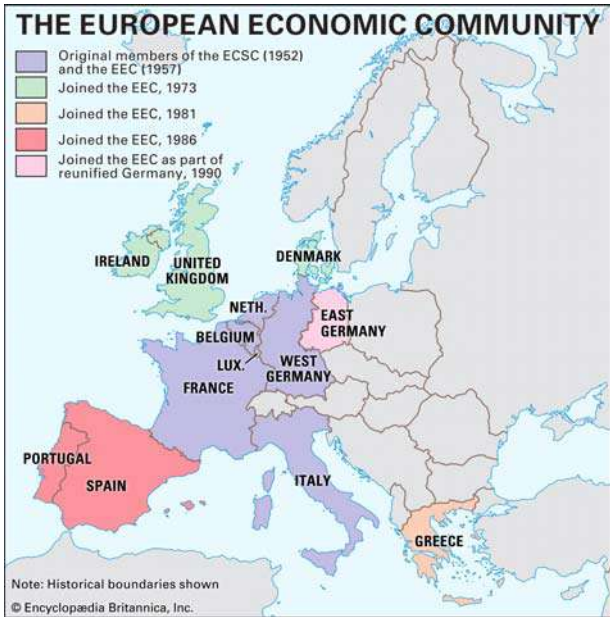 THE EUROPEAN ECONOMIC COMMUNITY
Original members of the ECSC (1952)
and the EEC (1957)
Joined the EEC, 1973
Joined the EEC, 1981
Joined the EEC, 1986
Joined the EEC as part of
reunified Germany, 1990
IRELAND
UNITED
KINGDOM
DENMARK
NETH.
EAST
GERMANY
BELGIUM
LUX.
WEST
GERMANY
FRANCE
PORTUGAL
SPAIN
ITALY
GREECE
Note: Historical boundaries shown
© Encyclopædia Britannica, Inc.